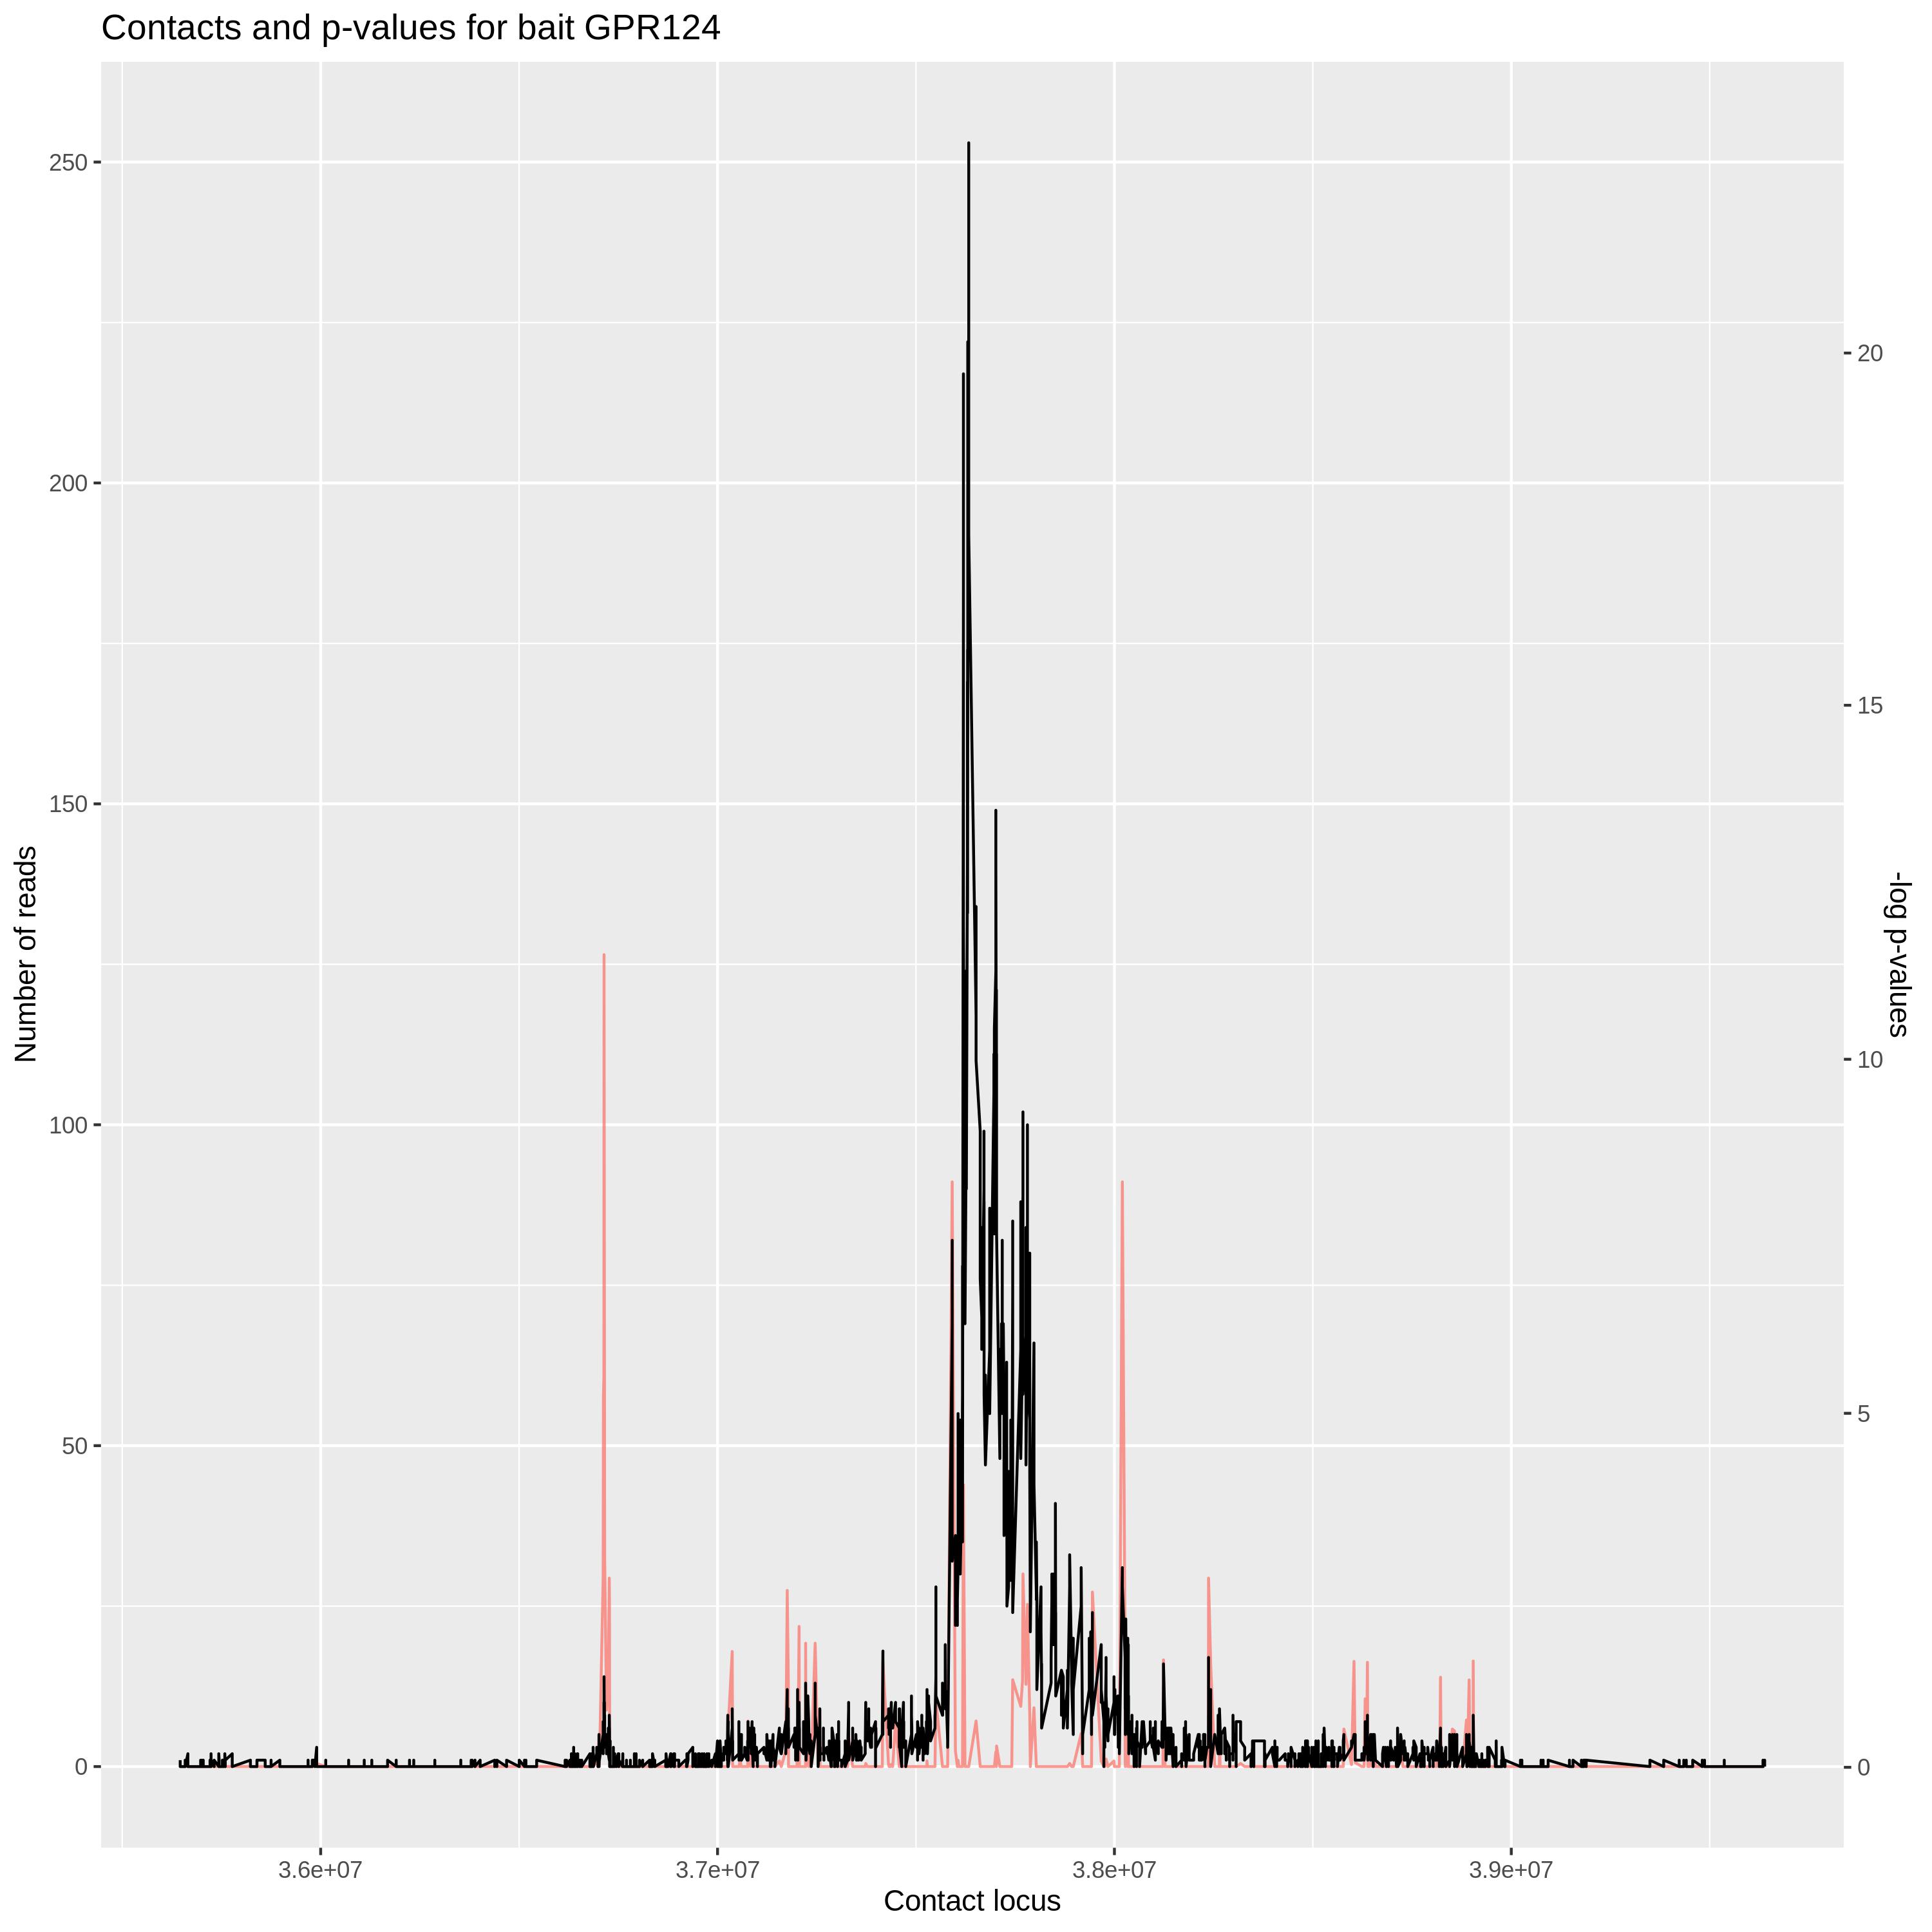 Contacts and p-values for bait GPR124
250
200
150
100
50
0
Number of reads
20
15
10
5
0
-log p-values
3.6e+07
3.7e+07
3.8e+07
3.9e+07
Contact locus